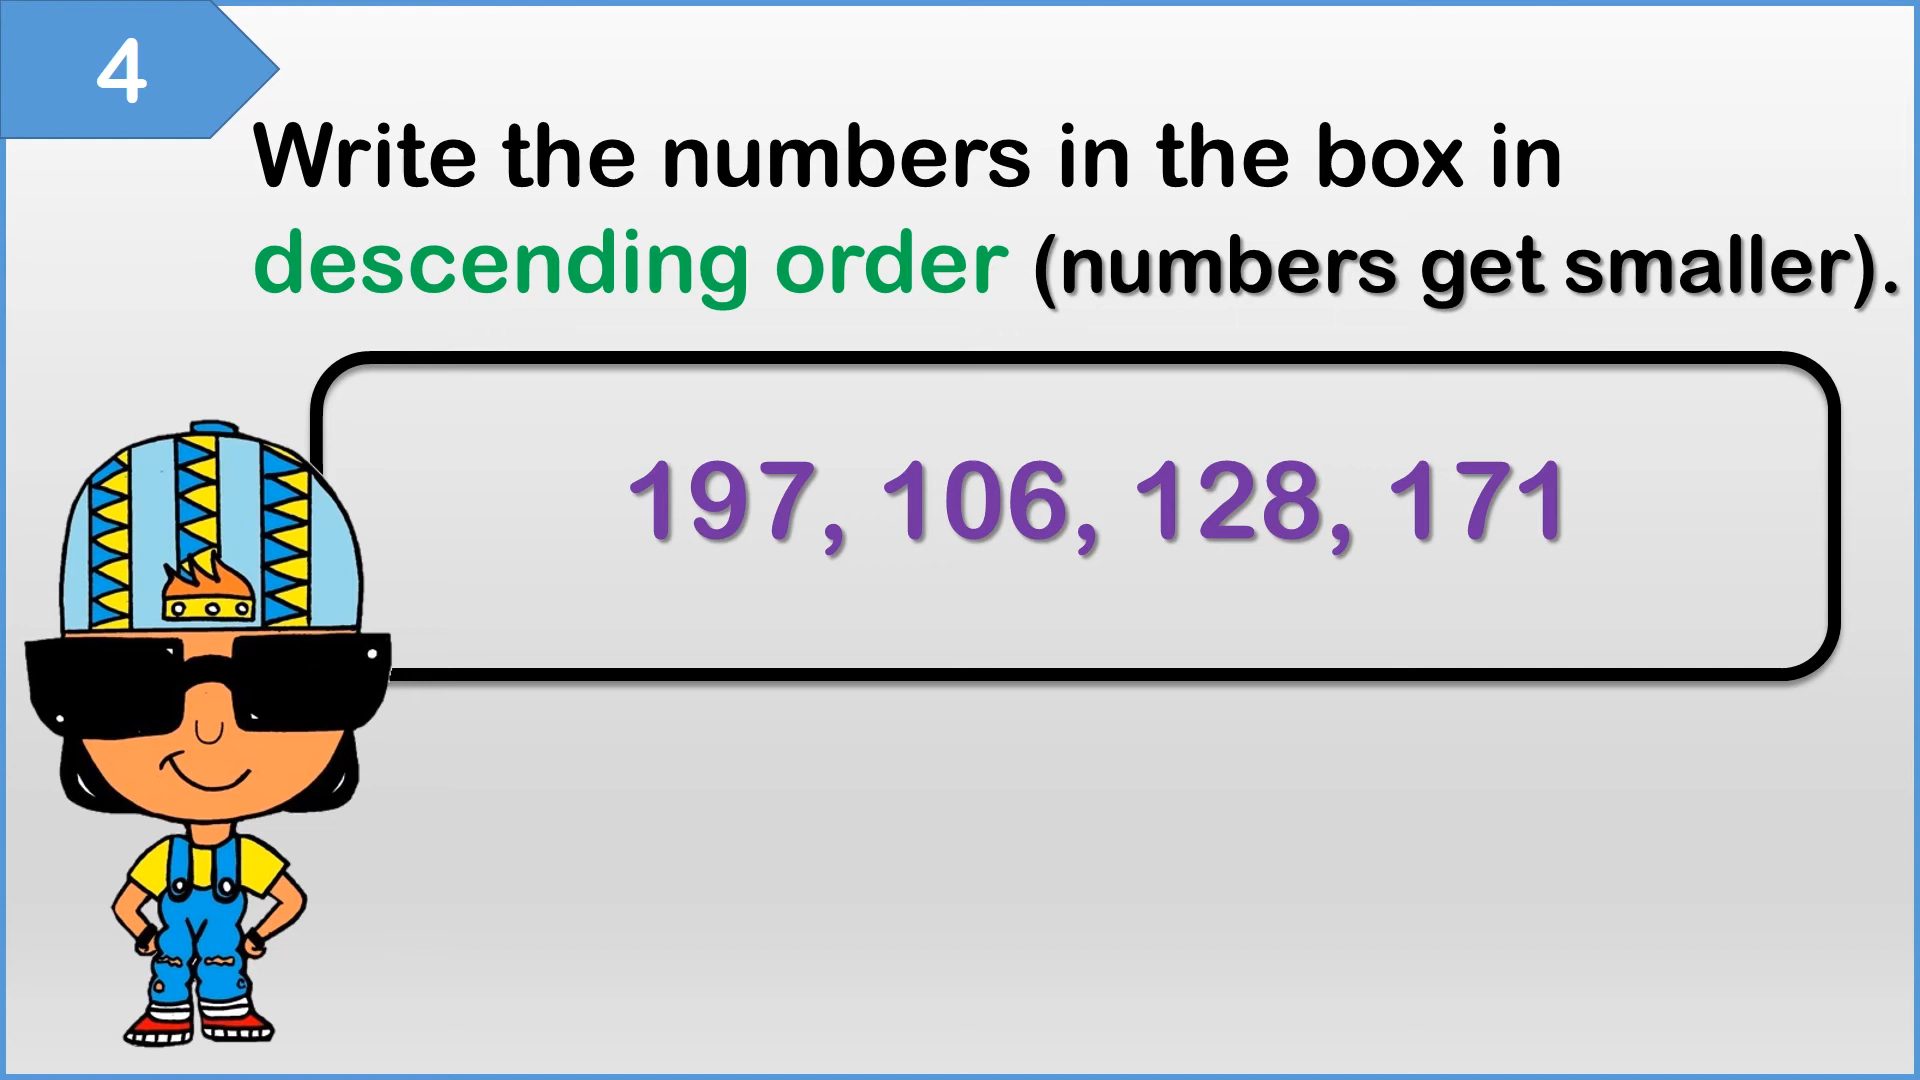 4
Write the numbers in the box in
descending order (numbers get smaller).
197, 106, 128, 171